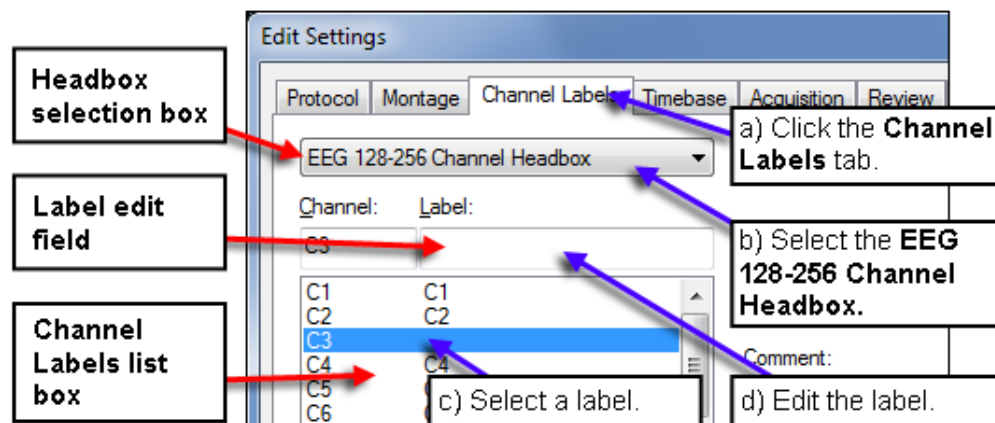 Edit Settings
Headbox
selection box
Protocol Montage Channel Labels Timebase Acquisition Review
a) Click the Channel
Labels tab.
EEG 128-256 Channel Headbox
Label edit
field
Channel: Label:
C3
b) Select the EEG
128-256 Channel
Headbox.
C1 C1
C2 C2
C3
Channel
Labels list
box
C4 C4
C5
C6
Comment:
c) Select a label.
d) Edit the label.